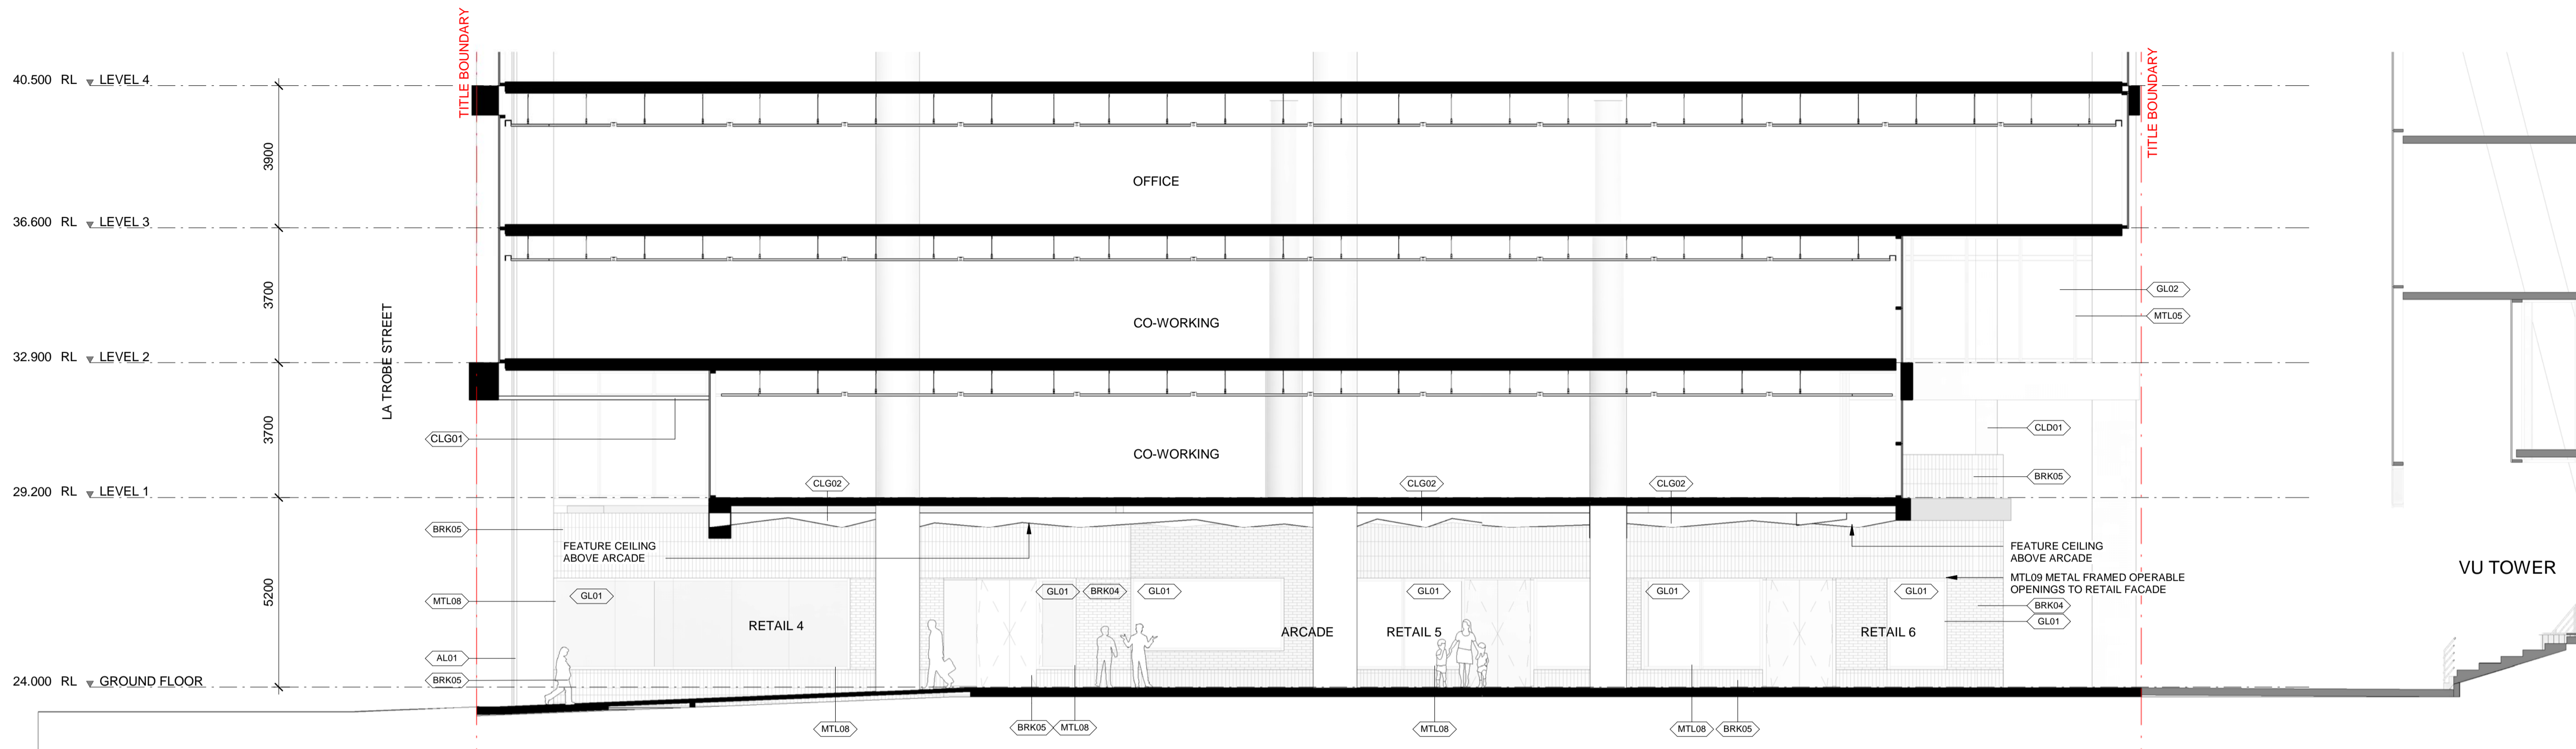 TITLE BOUNDARY
TITLE BOUNDARY
40.500 RL LEVEL 4
3900
OFFICE
36.600 RL LEVEL 3
3700
GL02
MTL05
CO-WORKING
LA TROBE STREET
32.900 RL LEVEL 2
3700
CLG01
CLD01
CO-WORKING
BRK05
CLG02
CLG02
CLG02
29.200 RL LEVEL 1
BRK05
FEATURE CEILING
ABOVE ARCADE
FEATURE CEILING
ABOVE ARCADE
VU TOWER
MTL09 METAL FRAMED OPERABLE
OPENINGS TO RETAIL FACADE
5200
MTL08
GL01
GL01
BRK04
GL01
GL01
GL01
GL01
BRK04
GL01
RETAIL 4
ARCADE
RETAIL 5
RETAIL 6
AL01
BRK05
24.000 RL GROUND FLOOR
MTL08
BRK05
MTL08
MTL08
MTL08
BRK05